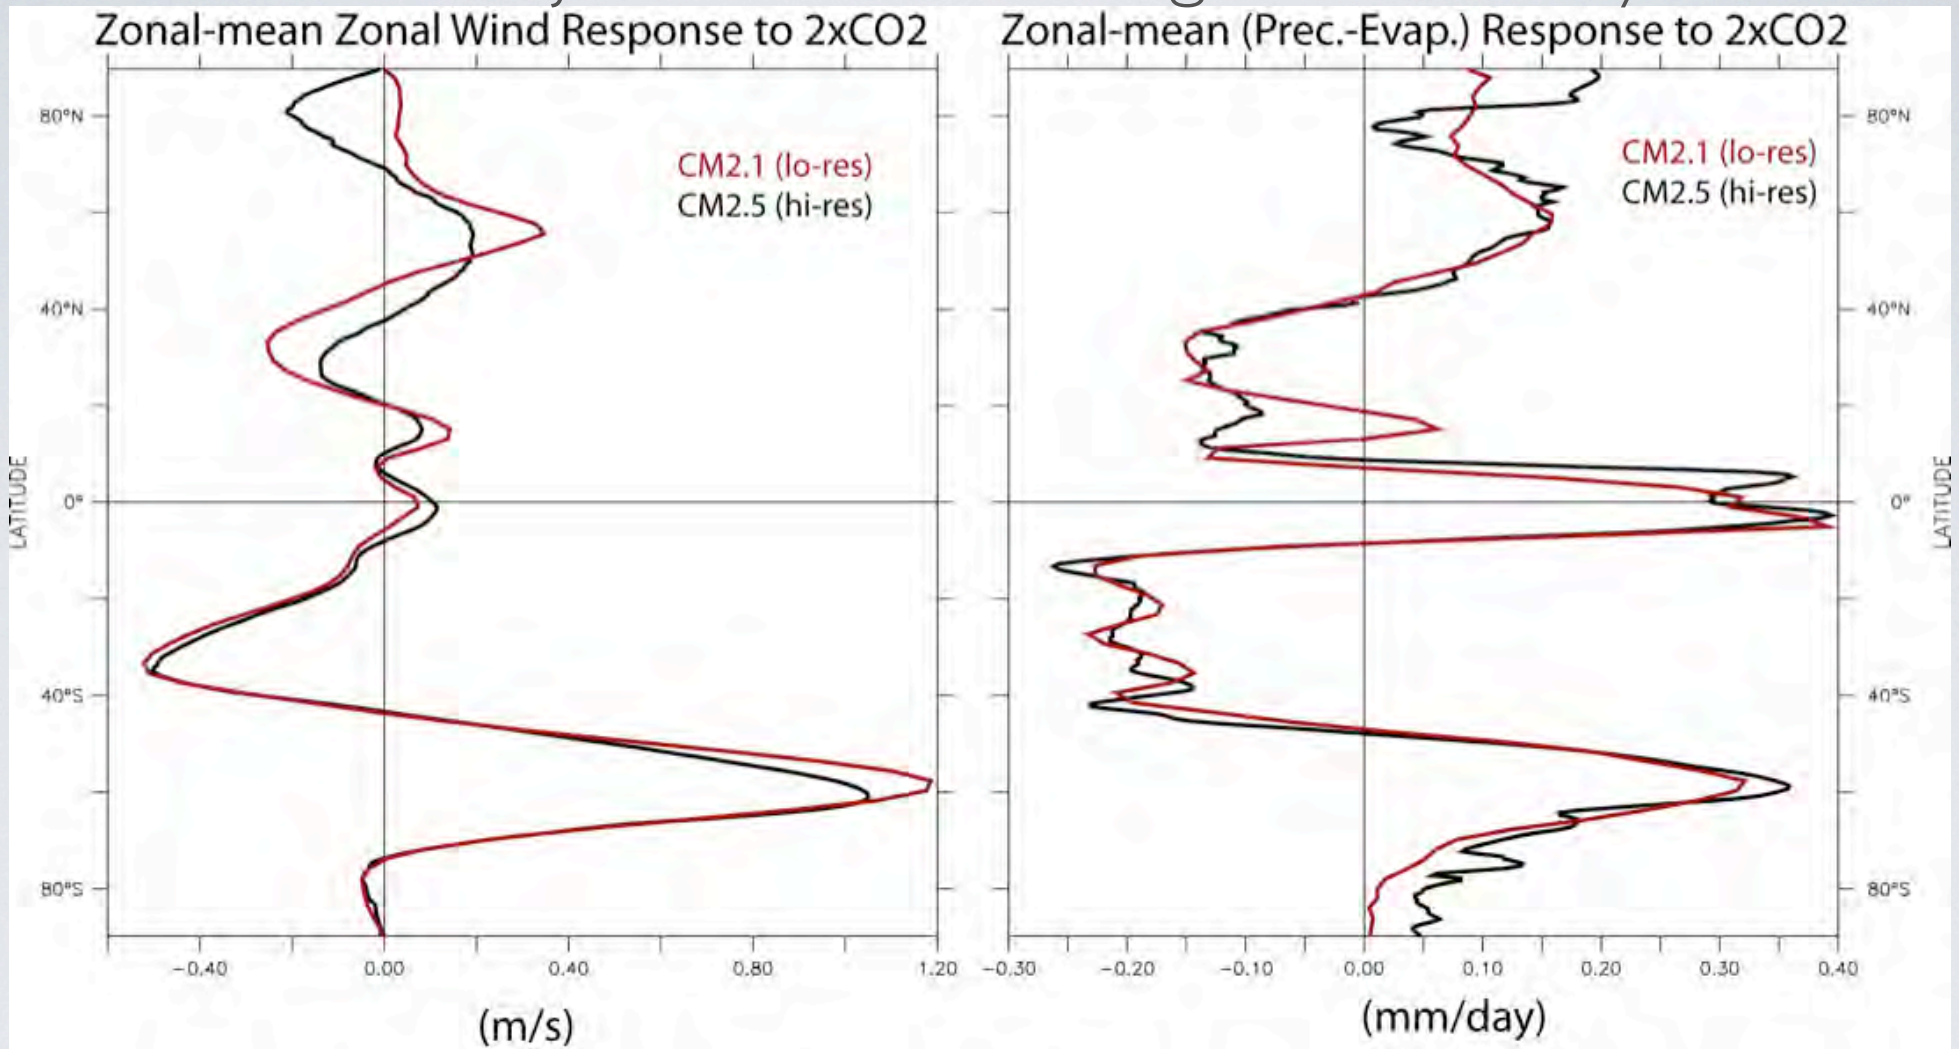 Zonal-mean Zonal Wind Response to 2xCO2
80°N
40°N
0°
40°S
80°S
LATITUDE
CM2.1 (lo-res)
CM2.5 (hi-res)
-0.40 0.00 0.40 0.80 1.20
(m/s)
Zonal-mean (Prec.-Evap.) Response to 2xCO2
CM2.1 (lo-res)
CM2.5 (hi-res)
80°N
40°N
0°
40°S
80°S
LATITUDE
-0.30 -0.20 -0.10 0.00 0.10 0.20 0.30 0.40
(mm/day)